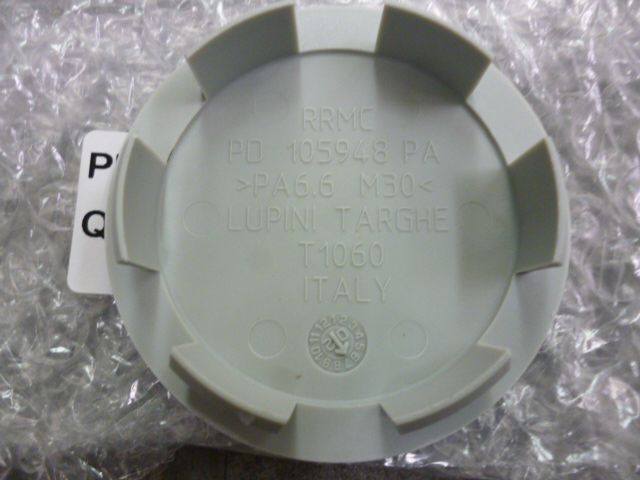 RRMC
PD 105948 PA
>PA6.6 M30<
LUPINI TARGHE
T1060
ITALY
P
Q